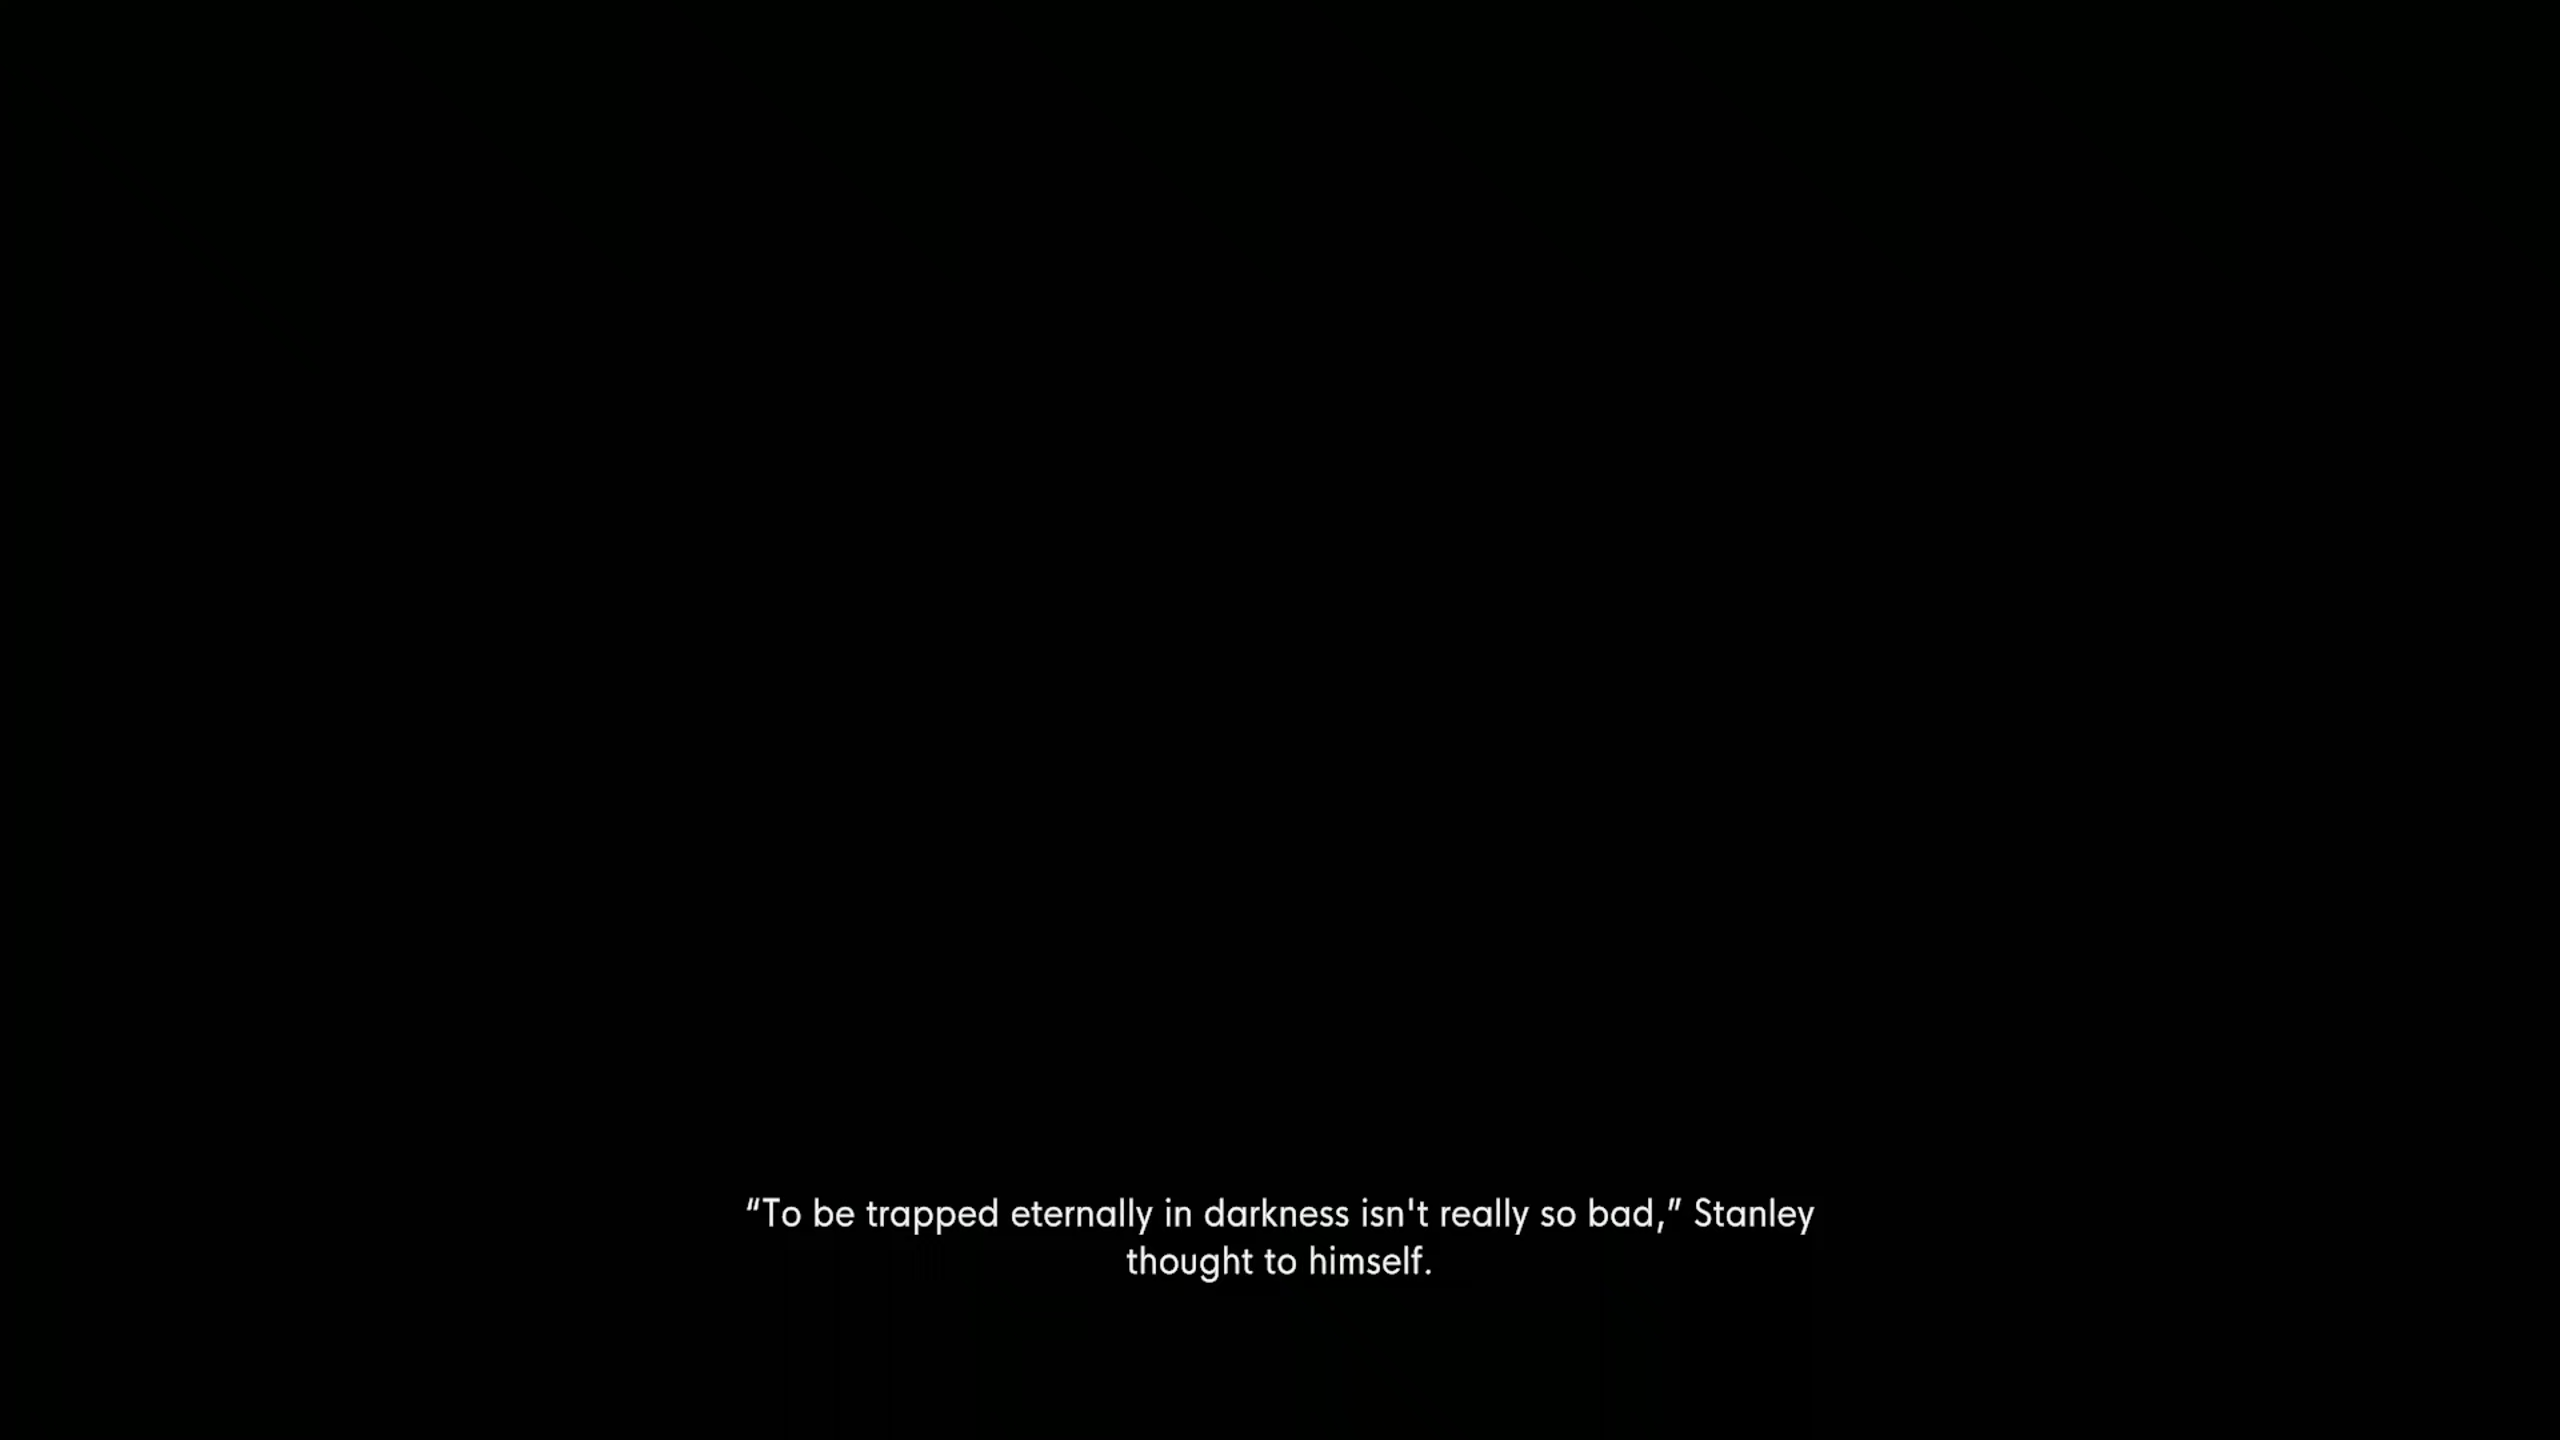 “To be trapped eternally in darkness isn't really so bad,” Stanley
thought to himself.